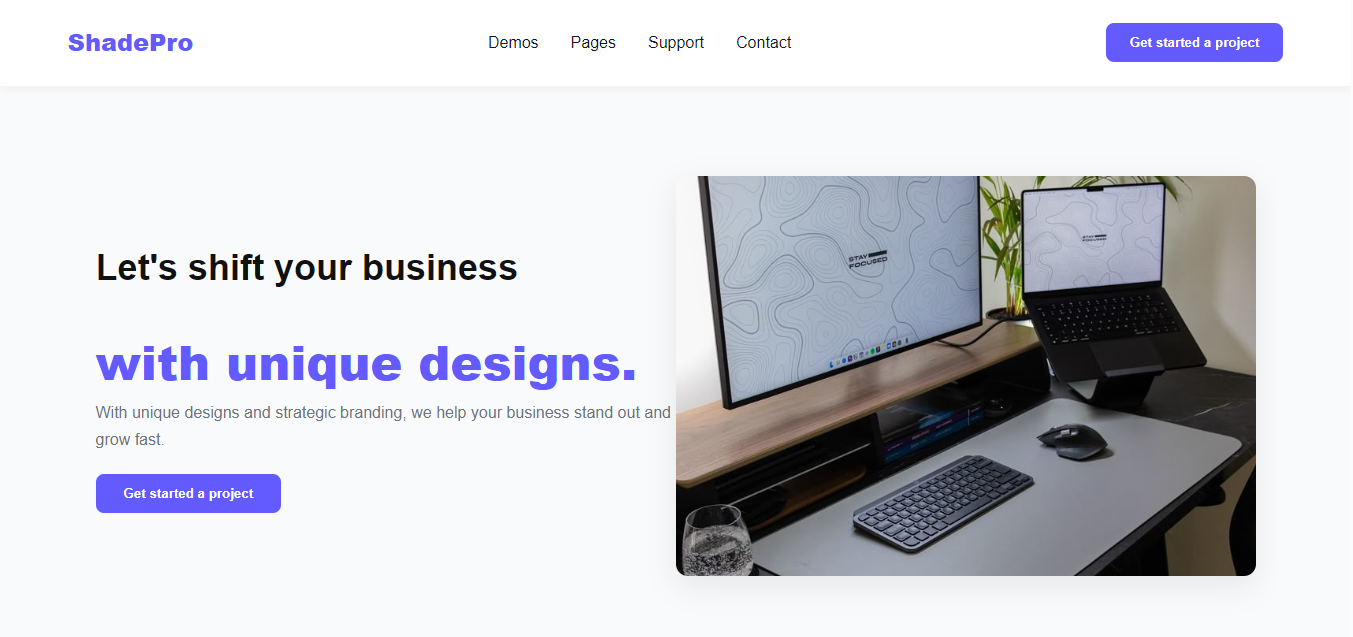 ShadePro
Demos Pages Support Contact
Get started a project
Let's shift your business
with unique designs.
With unique designs and strategic branding, we help your business stand out and
grow fast.
Get started a project
STAY
FOCUSED
STAY
FOCUSED